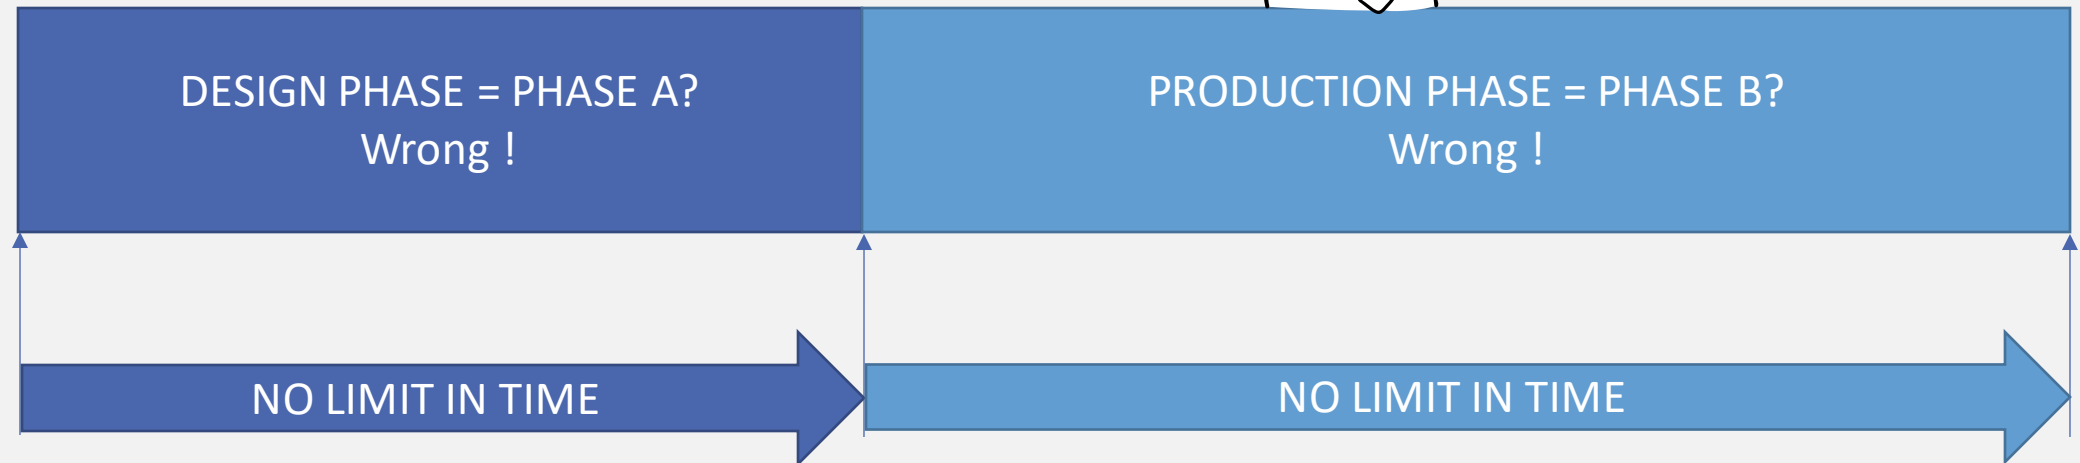 DESIGN PHASE = PHASE A?
Wrong !
PRODUCTION PHASE = PHASE B?
Wrong !
NO LIMIT IN TIME
NO LIMIT IN TIME